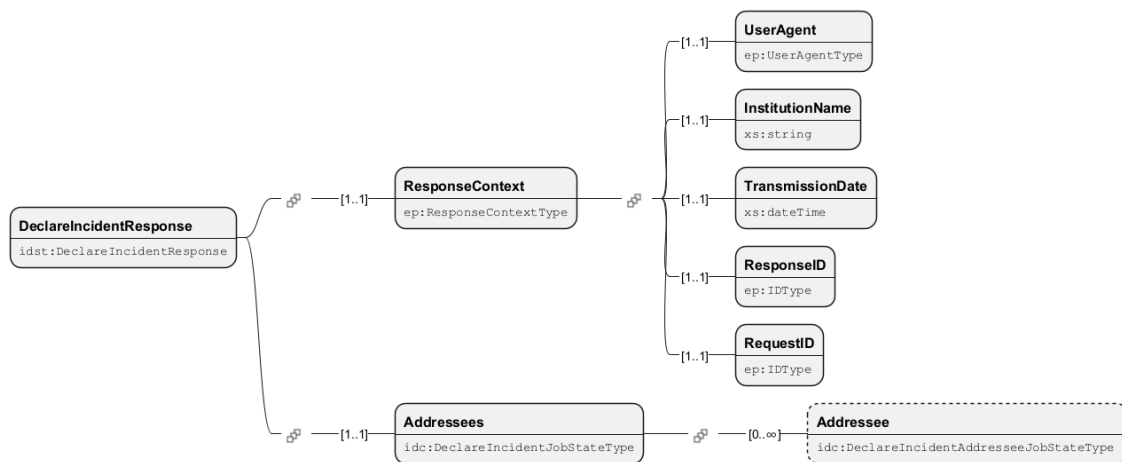 UserAgent
[1..1]
ep:UserAgentType
InstitutionName
[1..1]
xs:string
ResponseContext
[1..1]
ep:ResponseContextType
TransmissionDate
[1..1]
xs:dateTime
DeclareIncidentResponse
idst:DeclareIncidentResponse
ResponseID
[1..1]
ep:IDType
RequestID
[1..1]
ep:IDType
Addressees
[1..1]
idc:DeclareIncidentJobStateType
Addressee
[0..∞]
idc:DeclareIncidentAddresseeJobStateType